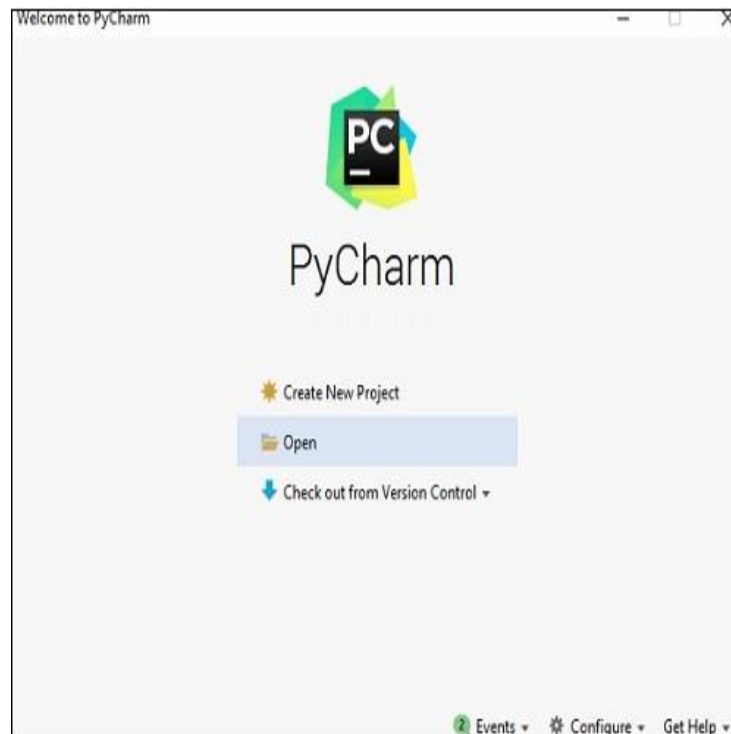 Welcome to PyCharm
PC
PyCharm
Create New Project
Open
Check out from Version Control
2 Events Configure Get Help